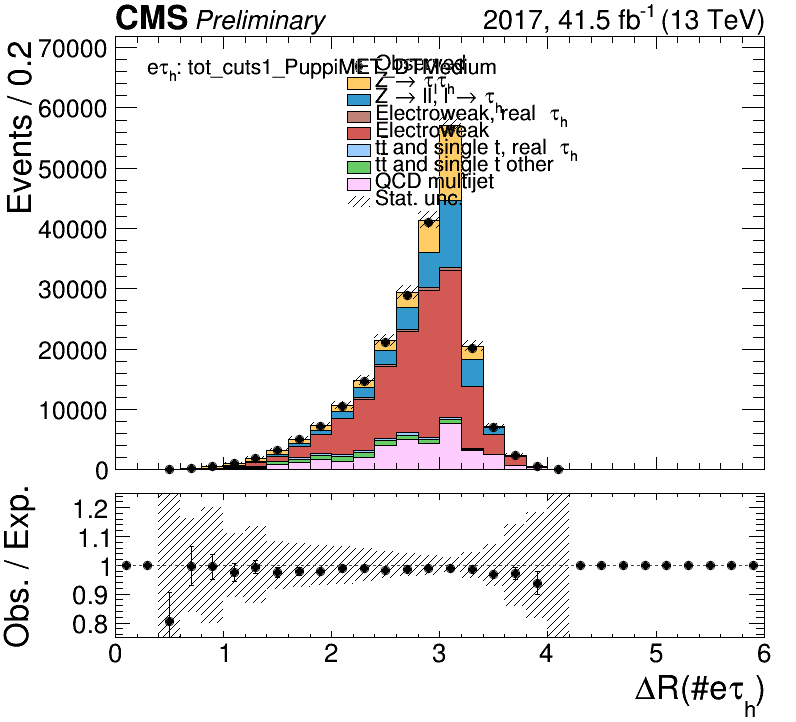 CMS Preliminary 2017, 41.5 fb⁻¹ (13 TeV)
Events / 0.2
70000
60000
50000
40000
30000
20000
10000
0
eτₕ: tot_cuts1_PuppiMET_DTMedium
Observed
Z → τₗτₕ
Z → ll, l → τₕ
Electroweak, real τₕ
Electroweak
tt̄ and single t, real τₕ
tt̄ and single t other
QCD multijet
Stat. unc.
Obs. / Exp.
1.2
1.1
1
0.9
0.8
0 1 2 3 4 5 6
ΔR(#eτₕ)